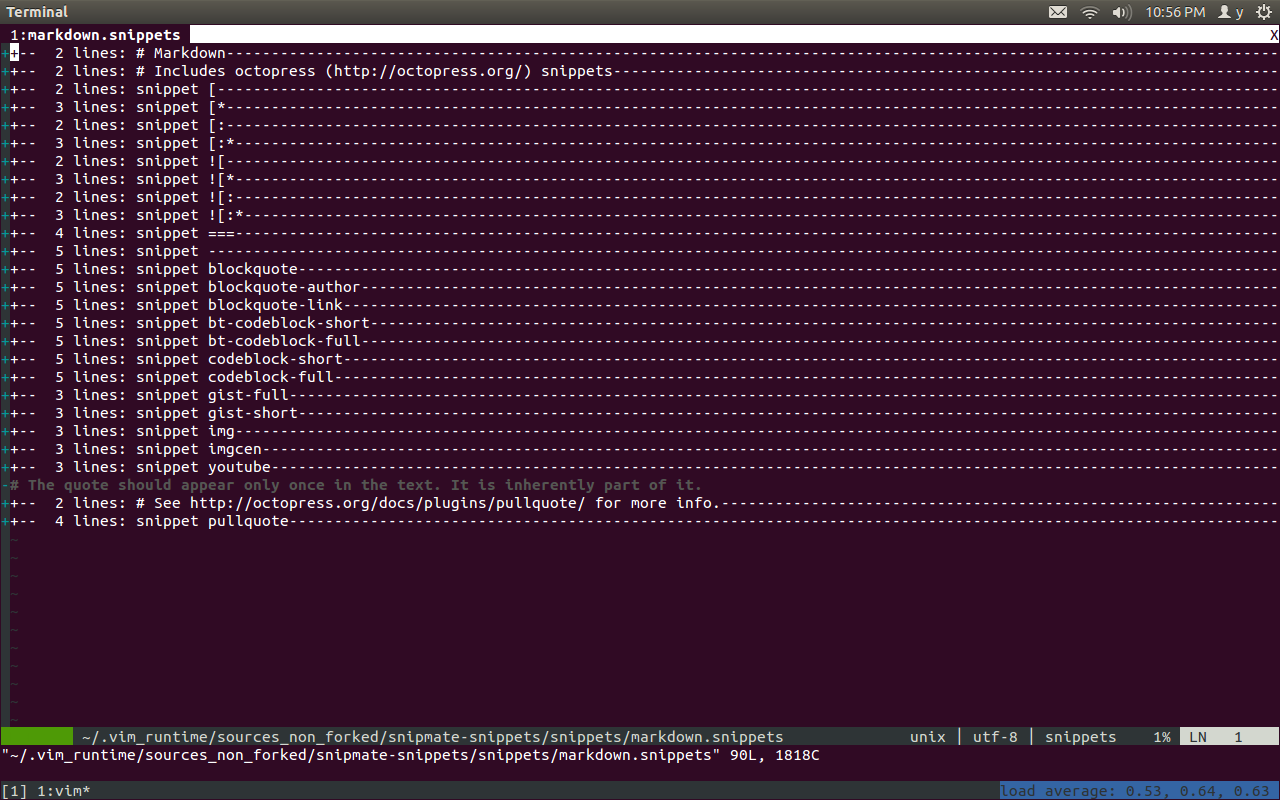 Terminal 10:56 PM y
1:markdown.snippets X
++-- 2 lines: # Markdown-----------------------------------------------------------------------------------------------------------------------
++-- 2 lines: # Includes octopress (http://octopress.org/) snippets--------------------------------------------------------------------------
++-- 2 lines: snippet [----------------------------------------------------------------------------------------------------------------------
++-- 3 lines: snippet [*---------------------------------------------------------------------------------------------------------------------
++-- 2 lines: snippet [:---------------------------------------------------------------------------------------------------------------------
++-- 3 lines: snippet [:*--------------------------------------------------------------------------------------------------------------------
++-- 2 lines: snippet ![---------------------------------------------------------------------------------------------------------------------
++-- 3 lines: snippet ![*--------------------------------------------------------------------------------------------------------------------
++-- 2 lines: snippet ![:--------------------------------------------------------------------------------------------------------------------
++-- 3 lines: snippet ![:*-------------------------------------------------------------------------------------------------------------------
++-- 4 lines: snippet ===--------------------------------------------------------------------------------------------------------------------
++-- 5 lines: snippet -----------------------------------------------------------------------------------------------------------------------
++-- 5 lines: snippet blockquote-------------------------------------------------------------------------------------------------------------
++-- 5 lines: snippet blockquote-author------------------------------------------------------------------------------------------------------
++-- 5 lines: snippet blockquote-link--------------------------------------------------------------------------------------------------------
++-- 5 lines: snippet bt-codeblock-short-----------------------------------------------------------------------------------------------------
++-- 5 lines: snippet bt-codeblock-full------------------------------------------------------------------------------------------------------
++-- 5 lines: snippet codeblock-short--------------------------------------------------------------------------------------------------------
++-- 5 lines: snippet codeblock-full---------------------------------------------------------------------------------------------------------
++-- 3 lines: snippet gist-full--------------------------------------------------------------------------------------------------------------
++-- 3 lines: snippet gist-short-------------------------------------------------------------------------------------------------------------
++-- 3 lines: snippet img--------------------------------------------------------------------------------------------------------------------
++-- 3 lines: snippet imgcen-----------------------------------------------------------------------------------------------------------------
++-- 3 lines: snippet youtube----------------------------------------------------------------------------------------------------------------
-# The quote should appear only once in the text. It is inherently part of it.
++-- 2 lines: # See http://octopress.org/docs/plugins/pullquote/ for more info.--------------------------------------------------------------
++-- 4 lines: snippet pullquote--------------------------------------------------------------------------------------------------------------
~
~
~
~
~
~
~
~
~
~
~
~/.vim_runtime/sources_non_forked/snipmate-snippets/snippets/markdown.snippets unix | utf-8 | snippets 1% LN 1
"~/.vim_runtime/sources_non_forked/snipmate-snippets/snippets/markdown.snippets" 90L, 1818C
[1] 1:vim* load average: 0.53, 0.64, 0.63